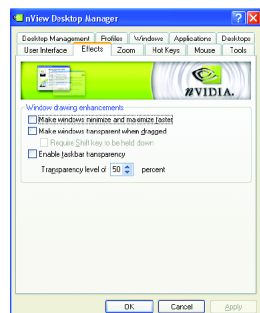 nView Desktop Manager
Desktop Management Profiles Windows Applications Desktops
User Interface Effects Zoom Hot Keys Mouse Tools
NVIDIA.
Window drawing enhancements
Make windows minimize and maximize faster
Make windows transparent when dragged
Require Shift key to be held down
Enable taskbar transparency
Transparency level of 50 percent
OK Cancel Apply